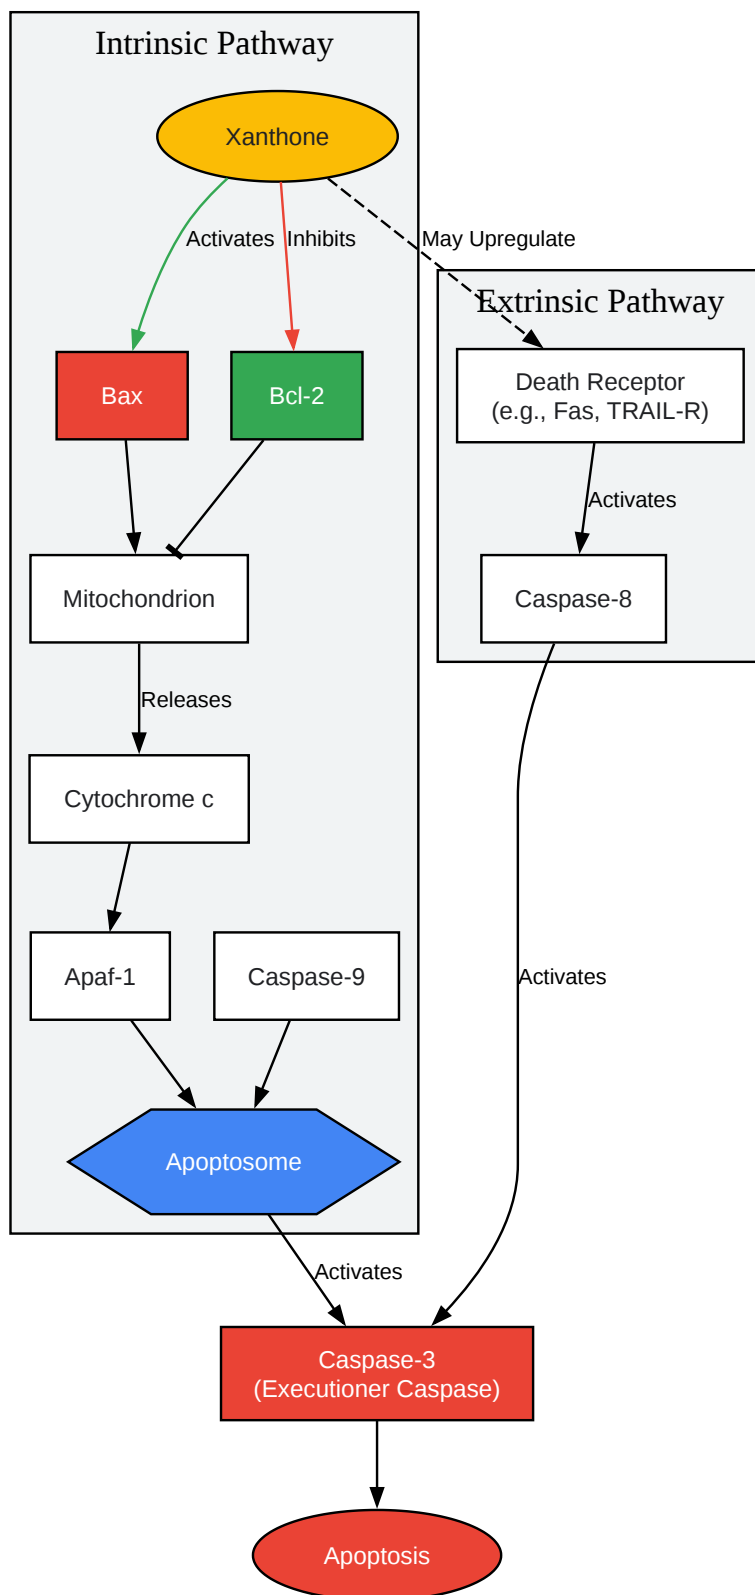 Intrinsic Pathway
Xanthone
Activates
Inhibits
May Upregulate
Extrinsic Pathway
Bax
Bcl-2
Death Receptor
(e.g., Fas, TRAIL-R)
Activates
Mitochondrion
Caspase-8
Releases
Cytochrome c
Apaf-1
Caspase-9
Activates
Apoptosome
Activates
Caspase-3
(Executioner Caspase)
Apoptosis